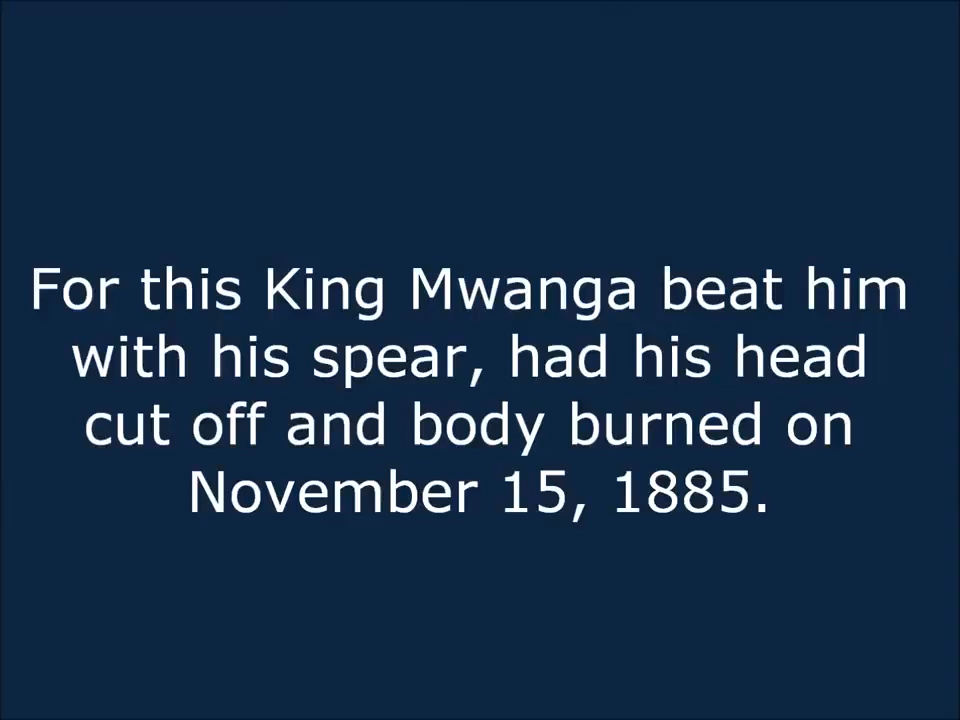 For this King Mwanga beat him
with his spear, had his head
cut off and body burned on
November 15, 1885.